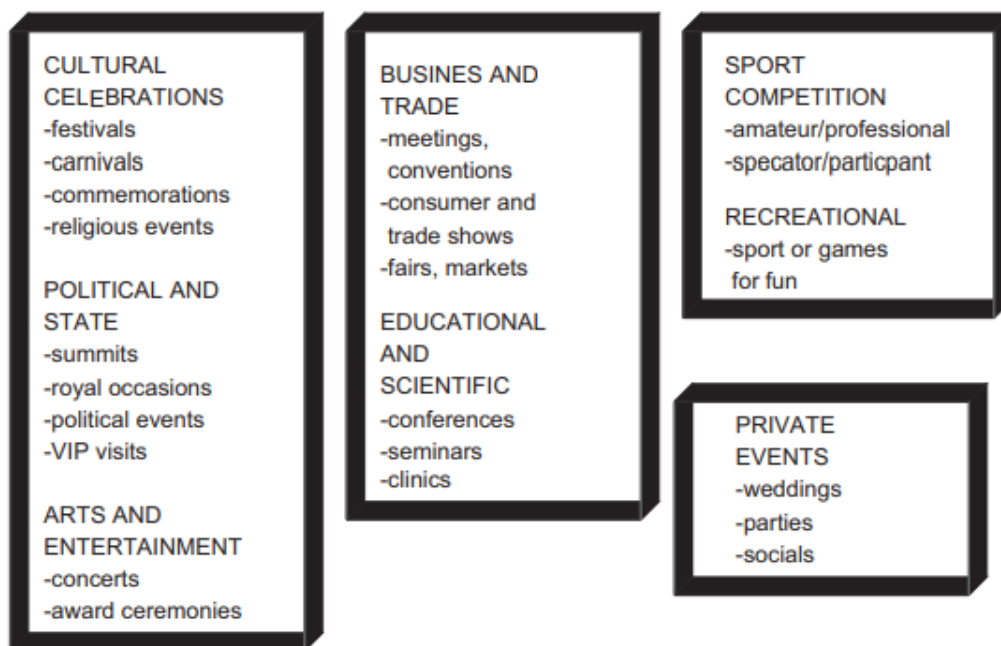 CULTURAL
CELEBRATIONS
-festivals
-carnivals
-commemorations
-religious events
POLITICAL AND
STATE
-summits
-royal occasions
-political events
-VIP visits
ARTS AND
ENTERTAINMENT
-concerts
-award ceremonies
BUSINES AND
TRADE
-meetings,
conventions
-consumer and
trade shows
-fairs, markets
EDUCATIONAL
AND
SCIENTIFIC
-conferences
-seminars
-clinics
SPORT
COMPETITION
-amateur/professional
-specator/particpant
RECREATIONAL
-sport or games
for fun
PRIVATE
EVENTS
-weddings
-parties
-socials